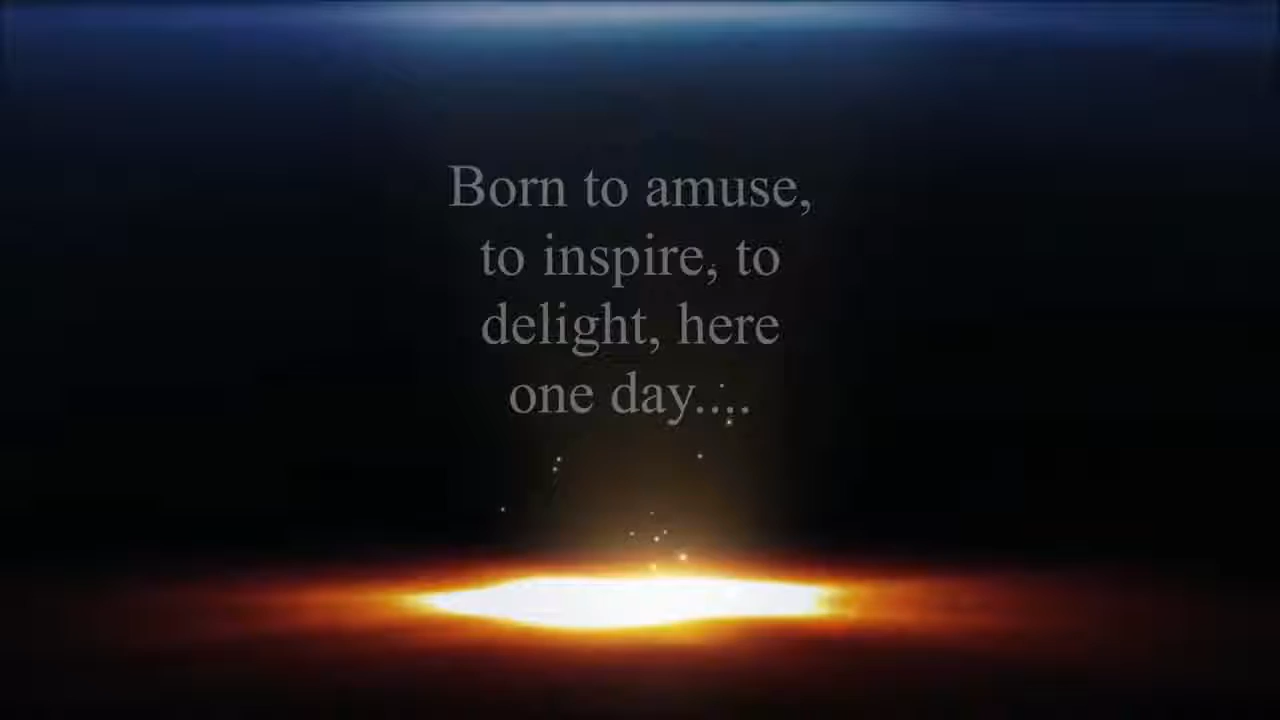 Born to amuse,
to inspire, to
delight, here
one day....